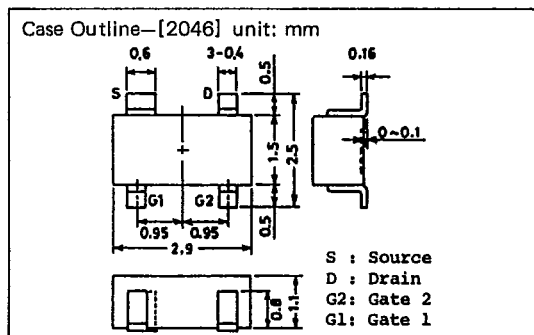 Case Outline—[2046] unit: mm
0.6
3-0.4
0.16
S
D
0.5
0~0.1
1.5
2.5
G1
G2
0.95
0.95
0.5
2.9
S : Source
D : Drain
G2: Gate 2
G1: Gate 1
0.8
1.1